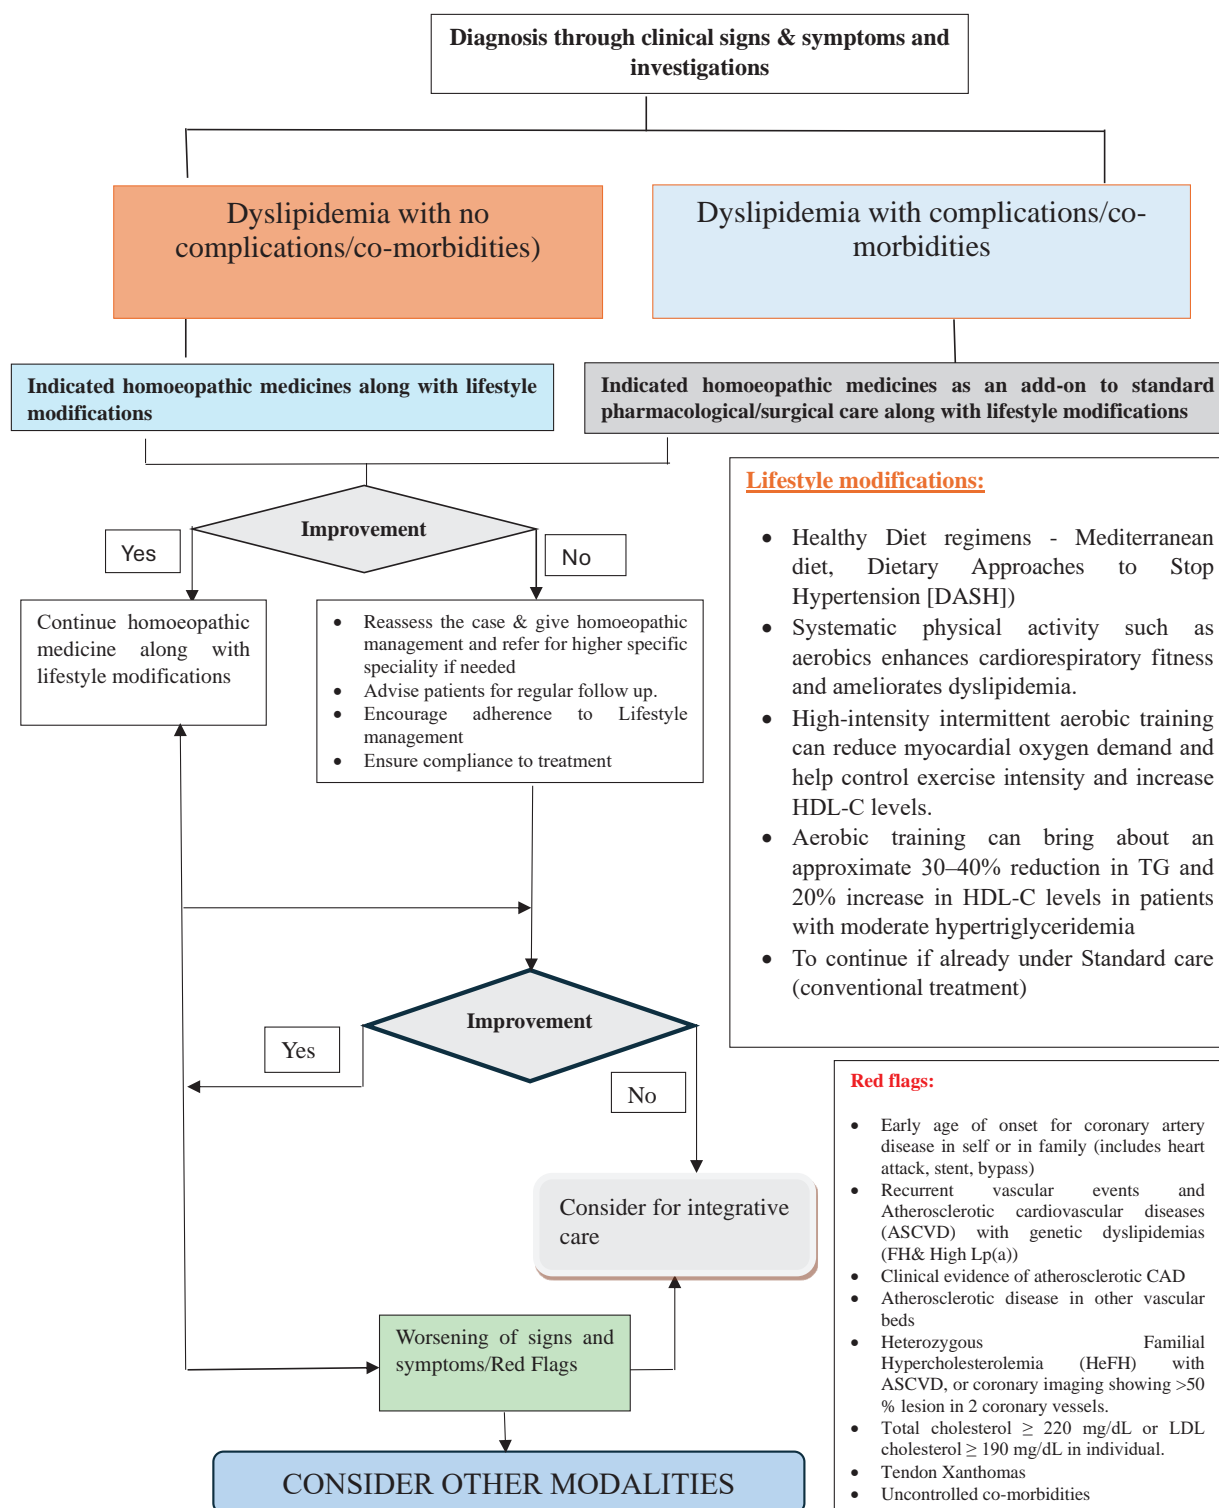 Diagnosis through clinical signs & symptoms and
investigations
Dyslipidemia with no
complications/co-morbidities)
Dyslipidemia with complications/co-
morbidities
Indicated homoeopathic medicines along with lifestyle
modifications
Indicated homoeopathic medicines as an add-on to standard
pharmacological/surgical care along with lifestyle modifications
Improvement
Yes
No
Continue homoeopathic
medicine along with
lifestyle modifications
• Reassess the case & give homoeopathic
management and refer for higher specific
speciality if needed
• Advise patients for regular follow up.
• Encourage adherence to Lifestyle
management
• Ensure compliance to treatment
Lifestyle modifications:
• Healthy Diet regimens - Mediterranean
diet, Dietary Approaches to Stop
Hypertension [DASH])
• Systematic physical activity such as
aerobics enhances cardiorespiratory fitness
and ameliorates dyslipidemia.
• High-intensity intermittent aerobic training
can reduce myocardial oxygen demand and
help control exercise intensity and increase
HDL-C levels.
• Aerobic training can bring about an
approximate 30–40% reduction in TG and
20% increase in HDL-C levels in patients
with moderate hypertriglyceridemia
• To continue if already under Standard care
(conventional treatment)
Improvement
Yes
No
Consider for integrative
care
Worsening of signs and
symptoms/Red Flags
CONSIDER OTHER MODALITIES
Red flags:
• Early age of onset for coronary artery
disease in self or in family (includes heart
attack, stent, bypass)
• Recurrent vascular events and
Atherosclerotic cardiovascular diseases
(ASCVD) with genetic dyslipidemias
(FH& High Lp(a))
• Clinical evidence of atherosclerotic CAD
• Atherosclerotic disease in other vascular
beds
• Heterozygous Familial
Hypercholesterolemia (HeFH) with
ASCVD, or coronary imaging showing >50
% lesion in 2 coronary vessels.
• Total cholesterol ≥ 220 mg/dL or LDL
cholesterol ≥ 190 mg/dL in individual.
• Tendon Xanthomas
• Uncontrolled co-morbidities